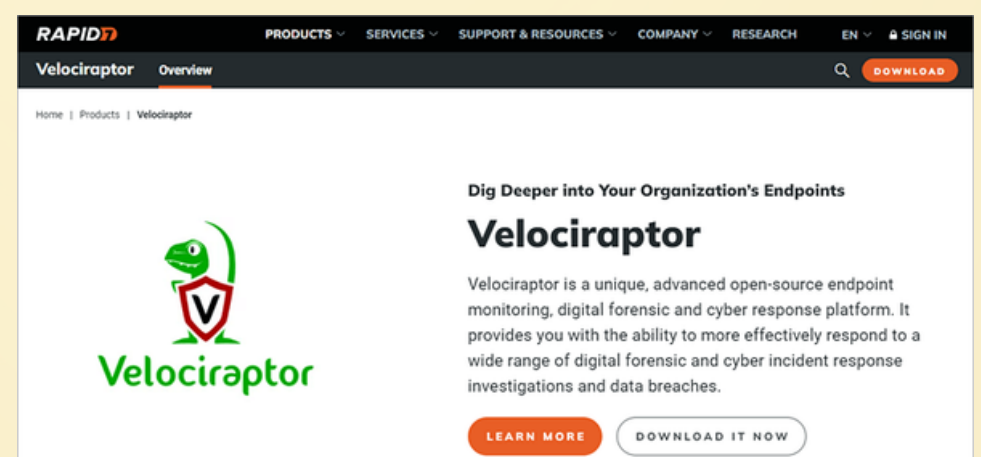 RAPID7 PRODUCTS SERVICES SUPPORT & RESOURCES COMPANY RESEARCH EN SIGN IN
Velociraptor Overview DOWNLOAD
Home | Products | Velociraptor
Dig Deeper into Your Organization's Endpoints
Velociraptor
Velociraptor is a unique, advanced open-source endpoint
monitoring, digital forensic and cyber response platform. It
provides you with the ability to more effectively respond to a
wide range of digital forensic and cyber incident response
investigations and data breaches.
V
Velociraptor
LEARN MORE DOWNLOAD IT NOW